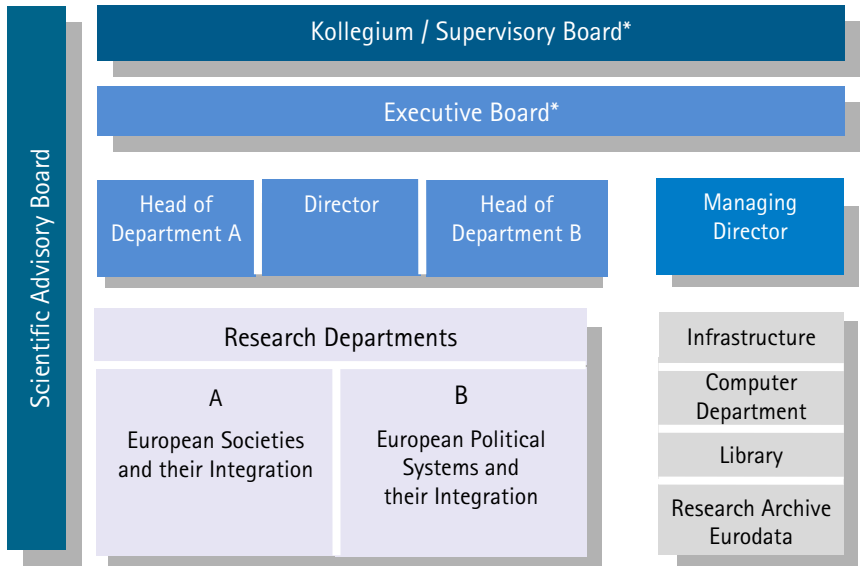 Scientific Advisory Board
Kollegium / Supervisory Board*
Executive Board*
Head of
Department A
Director
Head of
Department B
Managing
Director
Research Departments
A
European Societies
and their Integration
B
European Political
Systems and
their Integration
Infrastructure
Computer
Department
Library
Research Archive
Eurodata